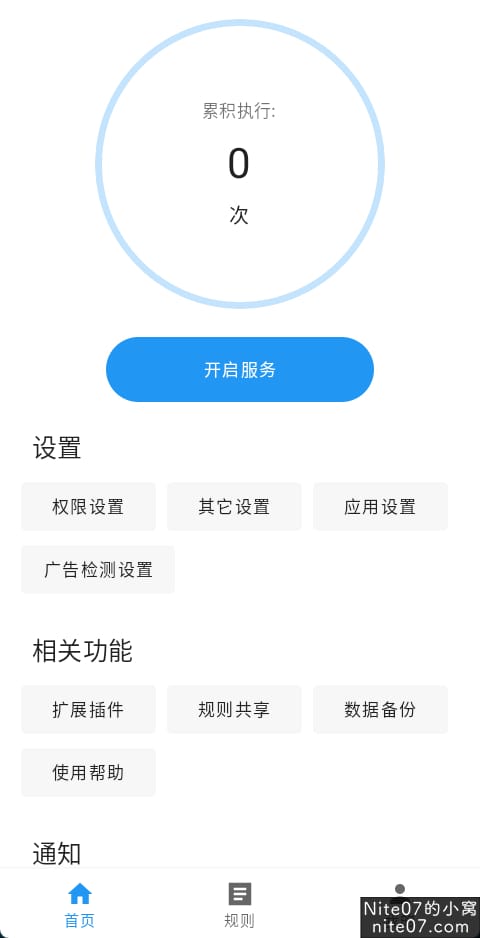 累积执行:
0
次
开启服务
设置
权限设置
其它设置
应用设置
广告检测设置
相关功能
扩展插件
规则共享
数据备份
使用帮助
通知
首页
规则
Nite07的小窝
nite07.com